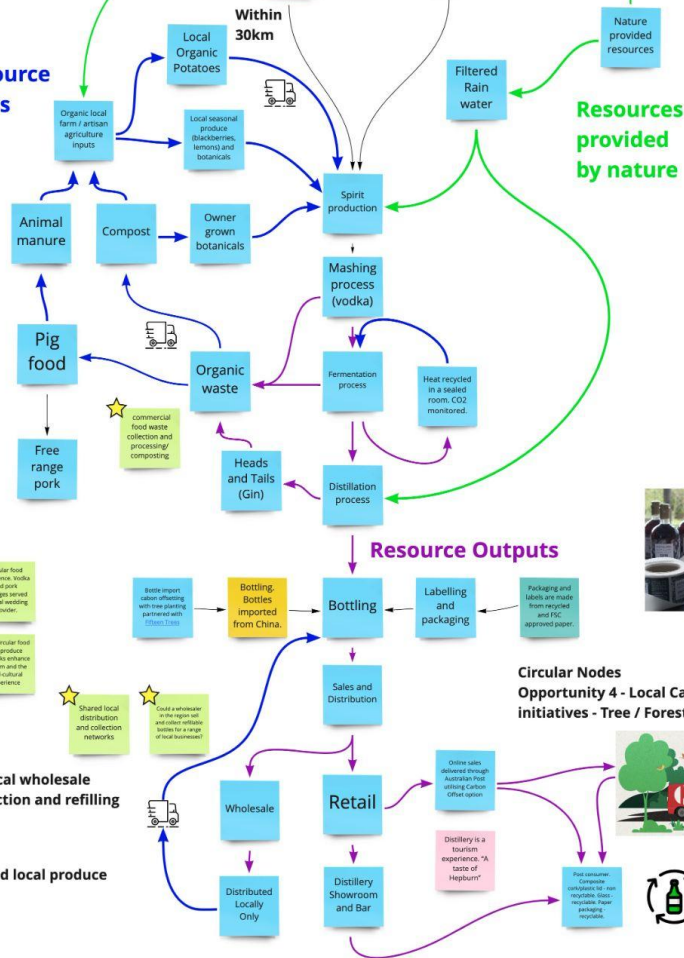 Within
30km
Local
Organic
Potatoes
Nature
provided
resources
Filtered
Rain
water
Resources
provided
by nature
Organic local
farm / artisan
agriculture
inputs
Local seasonal
produce
(blackberries,
lemons) and
botanicals
Spirit
production
Animal
manure
Compost
Owner
grown
botanicals
Mashing
process
(vodka)
Pig
food
Organic
waste
Fermentation
process
Heat recycled
in a sealed
room. CO2
monitored.
commercial
food waste
collection and
processing/
composting
Free
range
pork
Heads
and Tails
(Gin)
Distillation
process
Resource Outputs
Bottle import
cabon offsetting
with tree planting
partnered with
Fifteen Trees
Bottling.
Bottles
imported
from China.
Bottling
Labelling
and
packaging
Packaging and
labels are made
from recycled
and FSC
approved paper.
Sales and
Distribution
Circular Nodes
Opportunity 4 - Local Ca
initiatives - Tree / Forest
Shared local
distribution
and collection
networks
Could a wholesaler
in the region sell
and collect refillable
bottles for a range
of local businesses?
cal wholesale
ction and refilling
Wholesale
Retail
Online sales
delivered through
Australian Post
utilising Carbon
Offset option
Distillery is a
tourism
experience. "A
taste of
Hepburn"
d local produce
Distributed
Locally
Only
Distillery
Showroom
and Bar
Post consumer.
Composite
cork/plastic lid - non
recyctable. Glass -
recyclable. Paper
packaging -
recyclable.